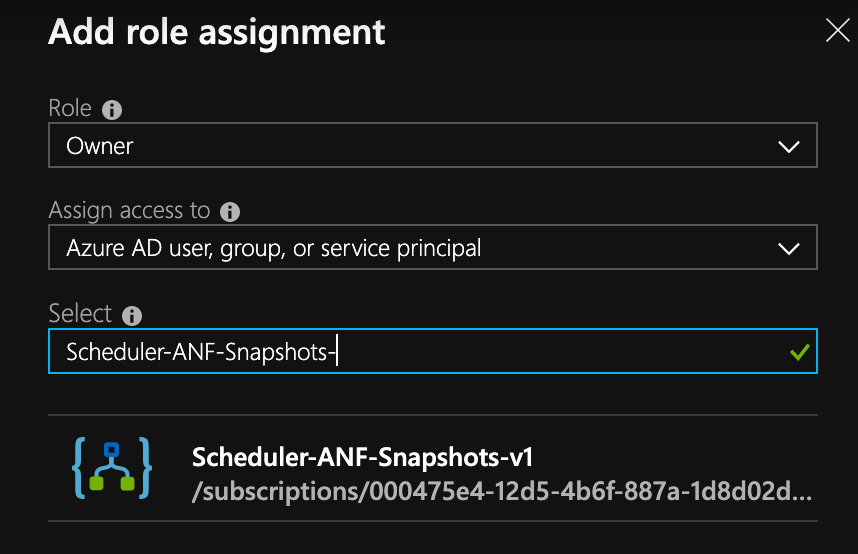 Add role assignment
Role
Owner
Assign access to
Azure AD user, group, or service principal
Select
Scheduler-ANF-Snapshots-
Scheduler-ANF-Snapshots-v1
/subscriptions/000475e4-12d5-4b6f-887a-1d8d02d...